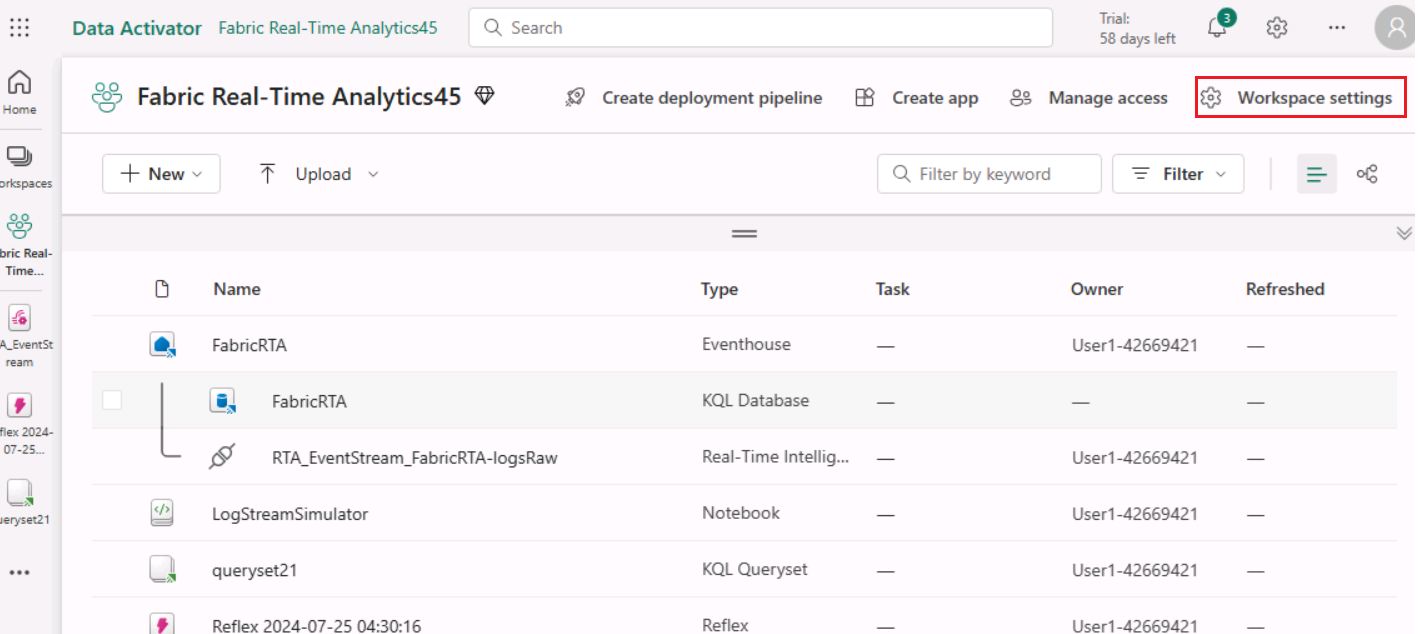 Data Activator Fabric Real-Time Analytics45 Search
Trial:
58 days left
3
Home
orkspaces
bric Real-
Time...
A_EventSt
ream
flex 2024-
07-25...
ueryset21
Fabric Real-Time Analytics45 Create deployment pipeline Create app Manage access Workspace settings
New Upload Filter by keyword Filter
Name Type Task Owner Refreshed
FabricRTA Eventhouse — User1-42669421 —
FabricRTA KQL Database — — —
RTA_EventStream_FabricRTA-logsRaw Real-Time Intellig... — User1-42669421 —
LogStreamSimulator Notebook — User1-42669421 —
queryset21 KQL Queryset — User1-42669421 —
Reflex 2024-07-25 04:30:16 Reflex — User1-42669421 —